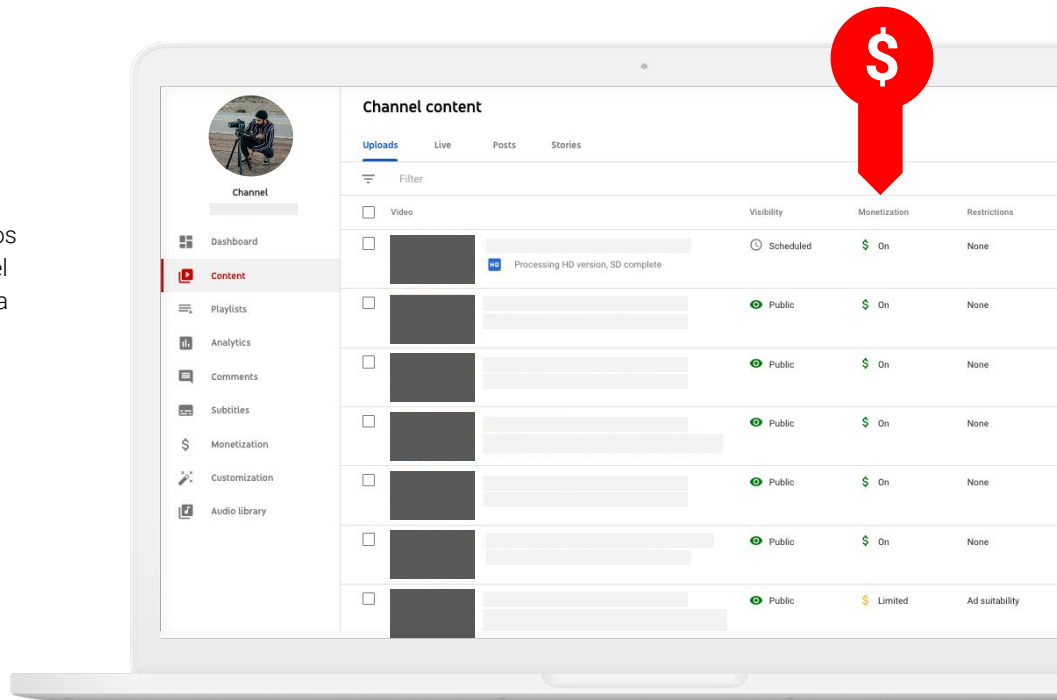 $
Channel content
Uploads Live Posts Stories
Filter
Channel
Video Visibility Monetization Restrictions
Dashboard
Content
Playlists
Analytics
Comments
Subtitles
$ Monetization
Customization
Audio library
Scheduled $ On None
HD Processing HD version, SD complete
Public $ On None
Public $ On None
Public $ On None
Public $ On None
Public $ On None
Public $ Limited Ad suitability